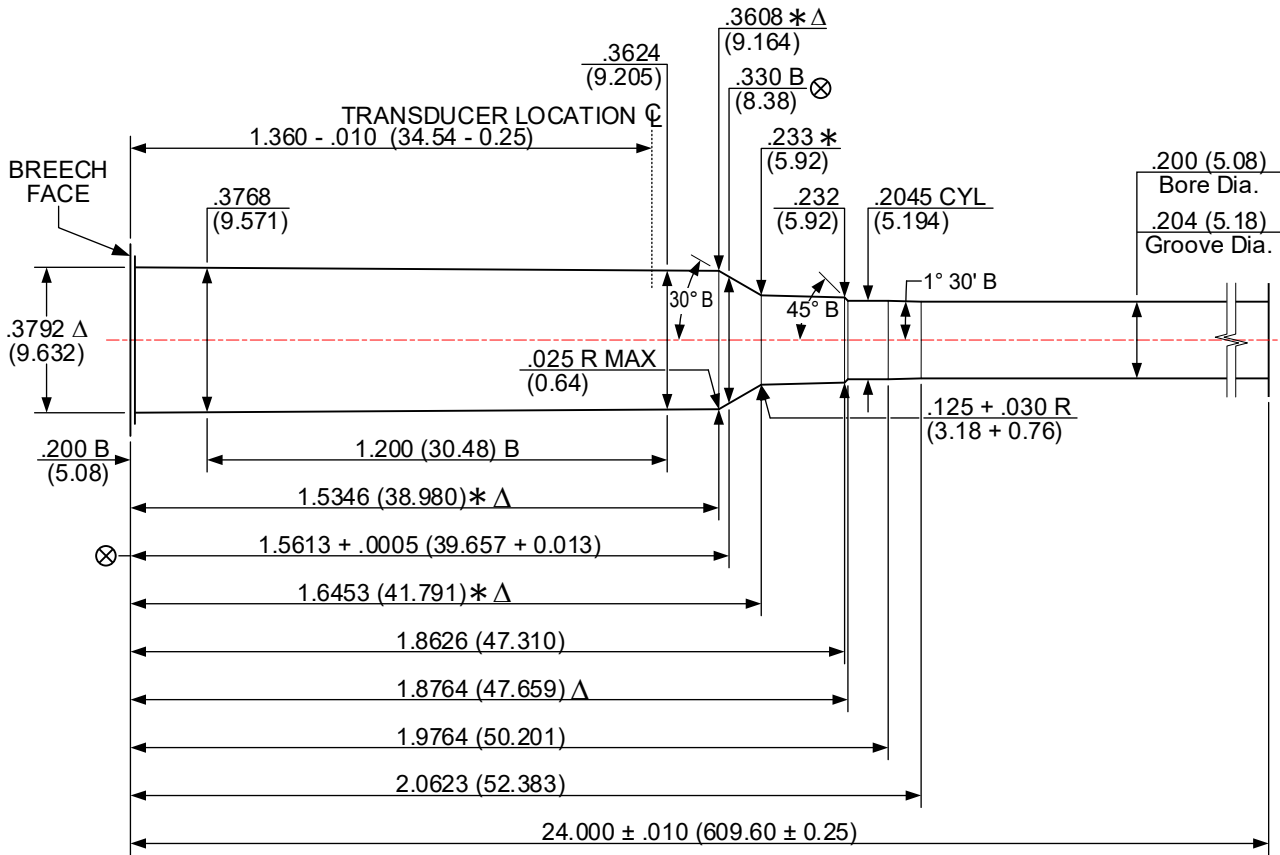 .3608 * Δ
(9.164)
.3624
(9.205)
.330 B ⊗
(8.38)
TRANSDUCER LOCATION ℄
1.360 - .010 (34.54 - 0.25)
.233 *
(5.92)
BREECH
FACE
.200 (5.08)
Bore Dia.
.3768
(9.571)
.232
(5.92)
.2045 CYL
(5.194)
.204 (5.18)
Groove Dia.
30° B
45° B
1° 30' B
.3792 Δ
(9.632)
.025 R MAX
(0.64)
.125 + .030 R
(3.18 + 0.76)
.200 B
(5.08)
1.200 (30.48) B
1.5346 (38.980) * Δ
⊗
1.5613 + .0005 (39.657 + 0.013)
1.6453 (41.791) * Δ
1.8626 (47.310)
1.8764 (47.659) Δ
1.9764 (50.201)
2.0623 (52.383)
24.000 ± .010 (609.60 ± 0.25)